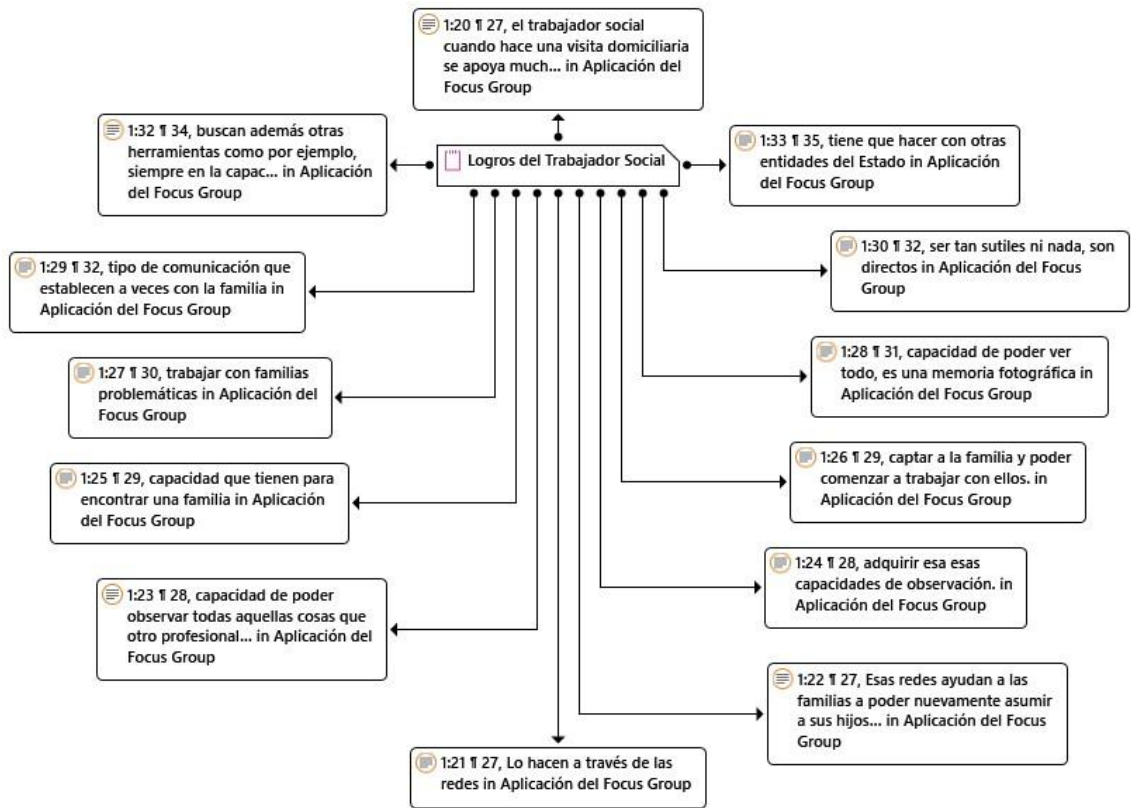 1:20 ¶ 27, el trabajador social
cuando hace una visita domiciliaria
se apoya much... in Aplicación del
Focus Group
1:32 ¶ 34, buscan además otras
herramientas como por ejemplo,
siempre en la capac... in Aplicación
del Focus Group
Logros del Trabajador Social
1:33 ¶ 35, tiene que hacer con otras
entidades del Estado in Aplicación
del Focus Group
1:29 ¶ 32, tipo de comunicación que
establecen a veces con la familia in
Aplicación del Focus Group
1:30 ¶ 32, ser tan sutiles ni nada, son
directos in Aplicación del Focus
Group
1:27 ¶ 30, trabajar con familias
problemáticas in Aplicación del
Focus Group
1:28 ¶ 31, capacidad de poder ver
todo, es una memoria fotográfica in
Aplicación del Focus Group
1:25 ¶ 29, capacidad que tienen para
encontrar una familia in Aplicación
del Focus Group
1:26 ¶ 29, captar a la familia y poder
comenzar a trabajar con ellos. in
Aplicación del Focus Group
1:23 ¶ 28, capacidad de poder
observar todas aquellas cosas que
otro profesional... in Aplicación del
Focus Group
1:24 ¶ 28, adquirir esa esas
capacidades de observación. in
Aplicación del Focus Group
1:22 ¶ 27, Esas redes ayudan a las
familias a poder nuevamente asumir
a sus hijos... in Aplicación del Focus
Group
1:21 ¶ 27, Lo hacen a través de las
redes in Aplicación del Focus Group